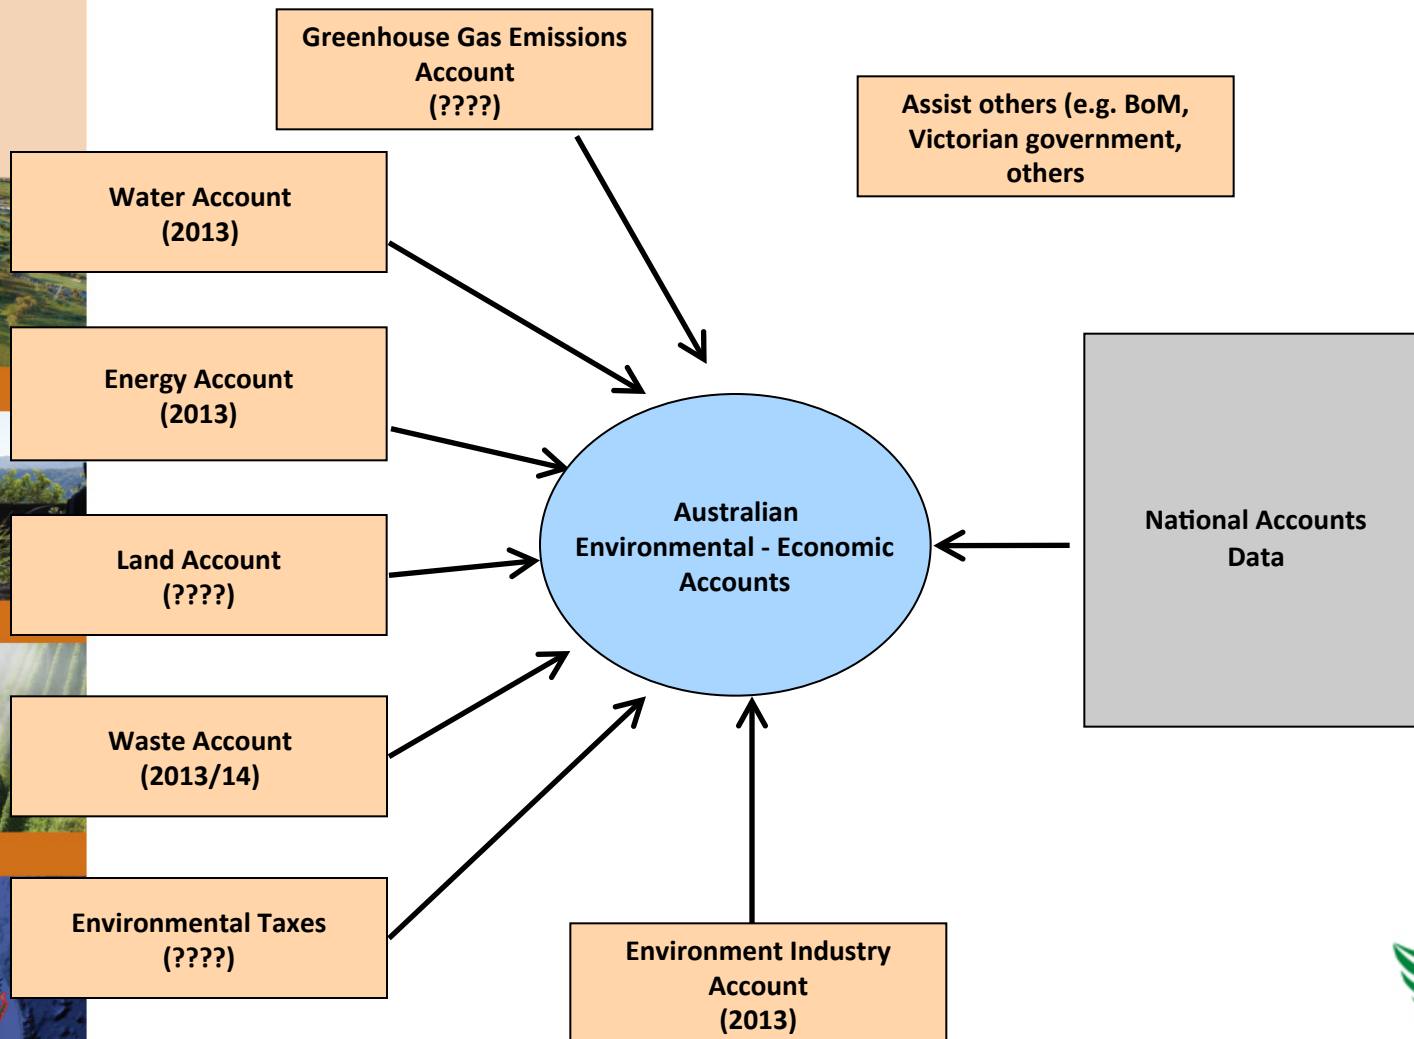 Greenhouse Gas Emissions
Account
(????)
Assist others (e.g. BoM,
Victorian government,
others
Water Account
(2013)
Energy Account
(2013)
Land Account
(????)
Waste Account
(2013/14)
Environmental Taxes
(????)
Australian
Environmental - Economic
Accounts
National Accounts
Data
Environment Industry
Account
(2013)